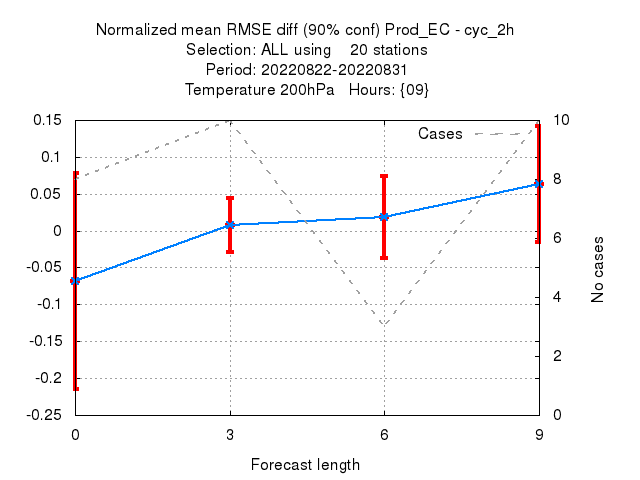 Normalized mean RMSE diff (90% conf) Prod_EC - cyc_2h
Selection: ALL using    20 stations
Period: 20220822-20220831
Temperature 200hPa   Hours: {09}
Cases
0.15
0.1
0.05
0
-0.05
-0.1
-0.15
-0.2
-0.25
10
8
6
4
2
0
No cases
0
3
6
9
Forecast length